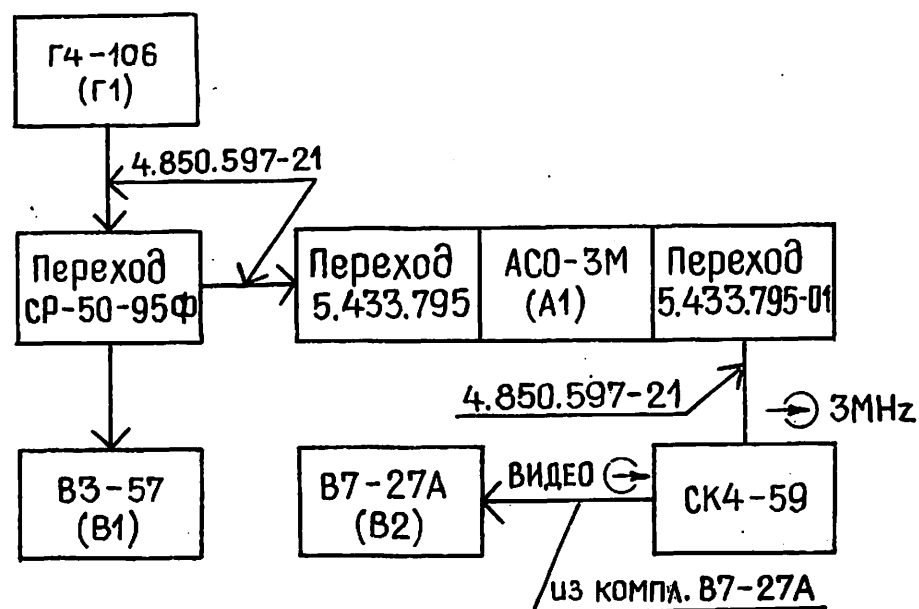 Г4-106
(Г1)
4.850.597-21
Переход
СР-50-95Ф
Переход
5.433.795
АСО-3М
(А1)
Переход
5.433.795-01
4.850.597-21
3MHz
В3-57
(В1)
В7-27А
(В2)
ВИДЕО
СК4-59
из компл. В7-27А